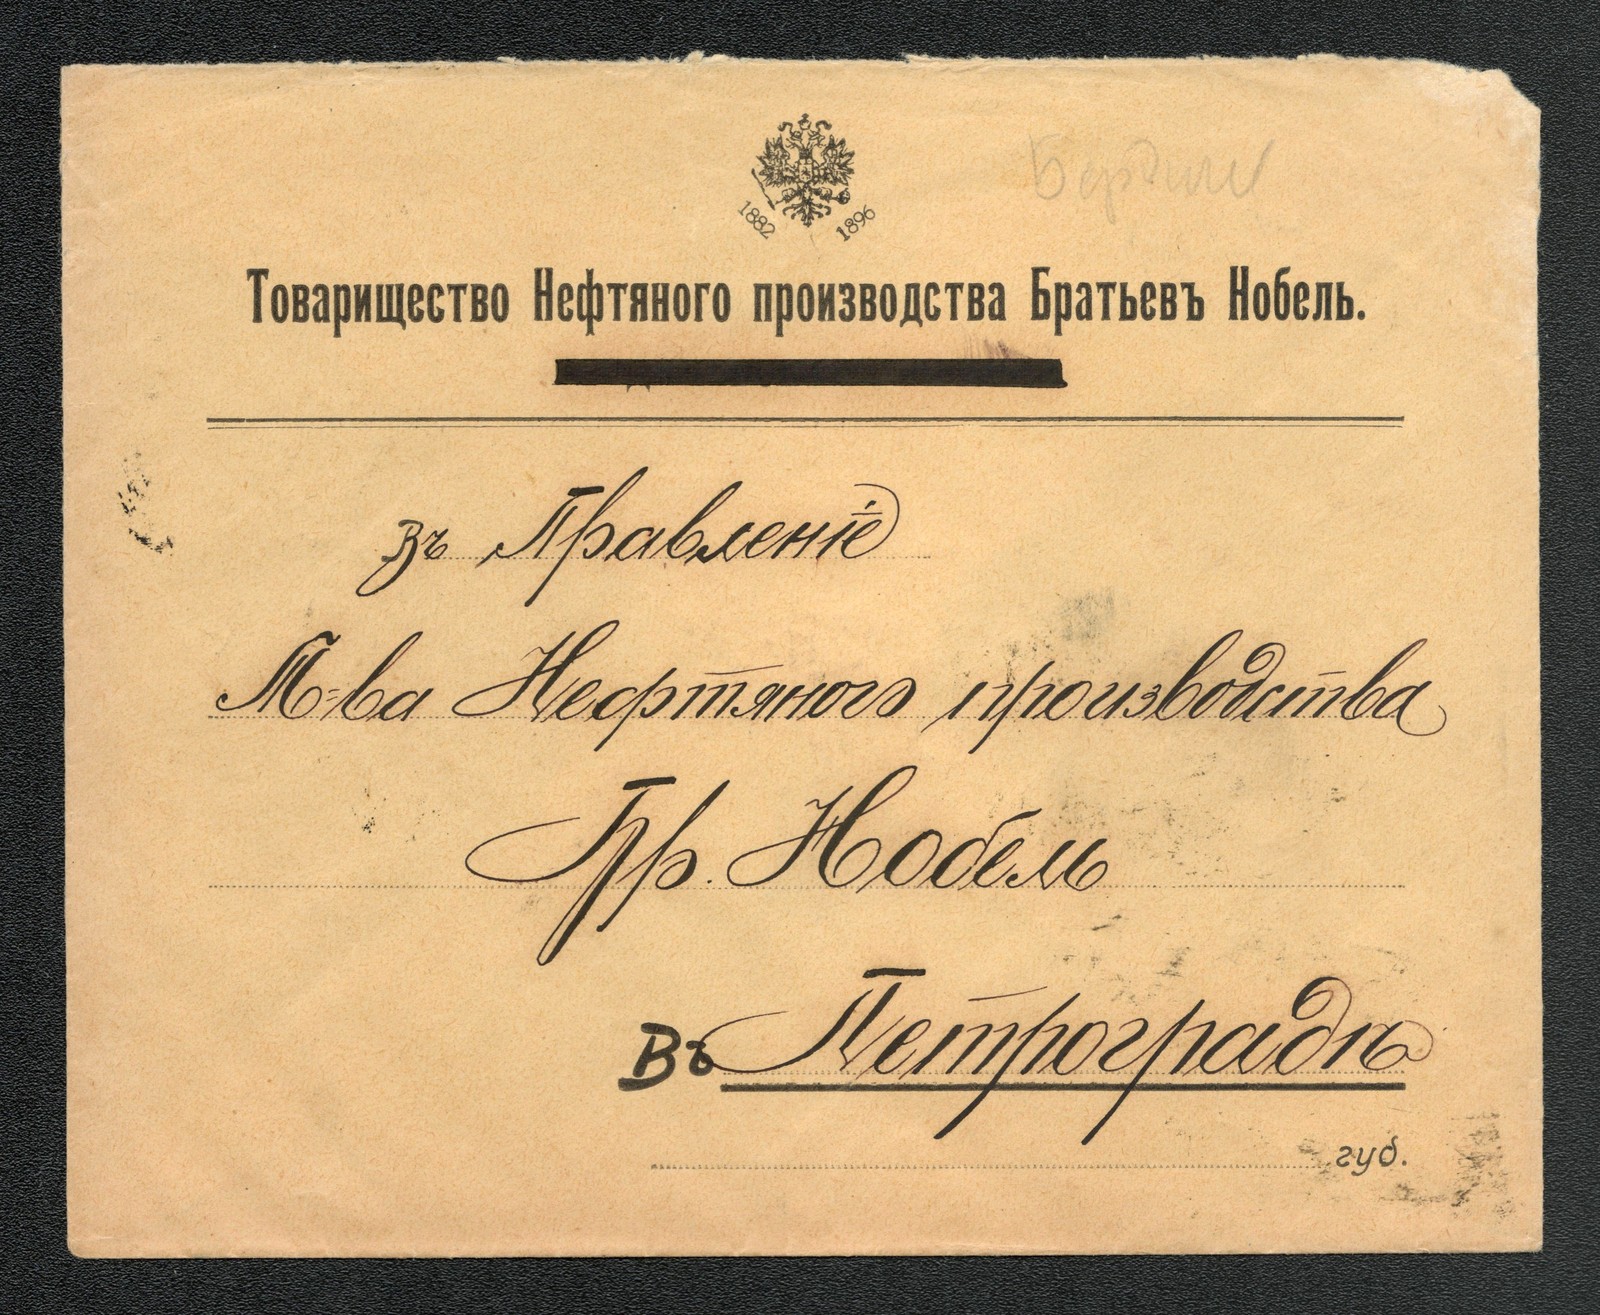 1882 1896
Товарищество Нефтяного производства Братьевъ Нобель.
Въ Правленіе
Т-ва Нефтяного производства
Бр. Нобель
Въ Петроградъ
губ.